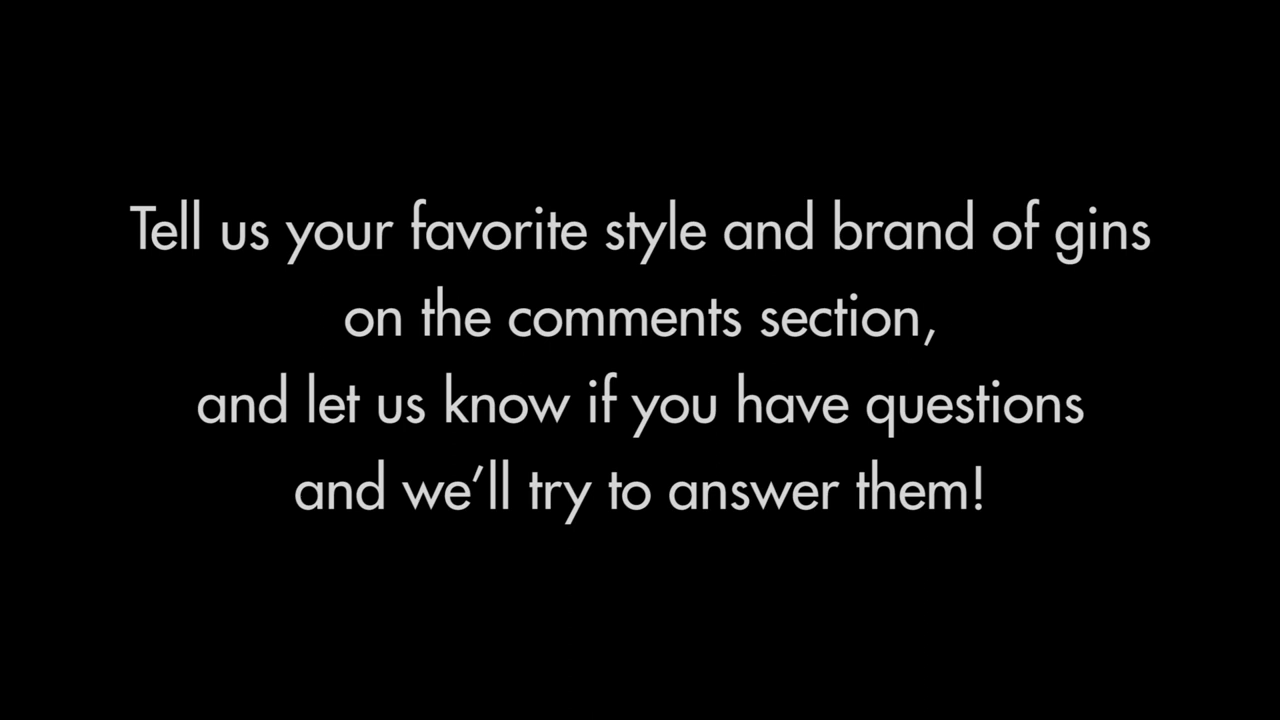 Tell us your favorite style and brand of gins
on the comments section,
and let us know if you have questions
and we’ll try to answer them!